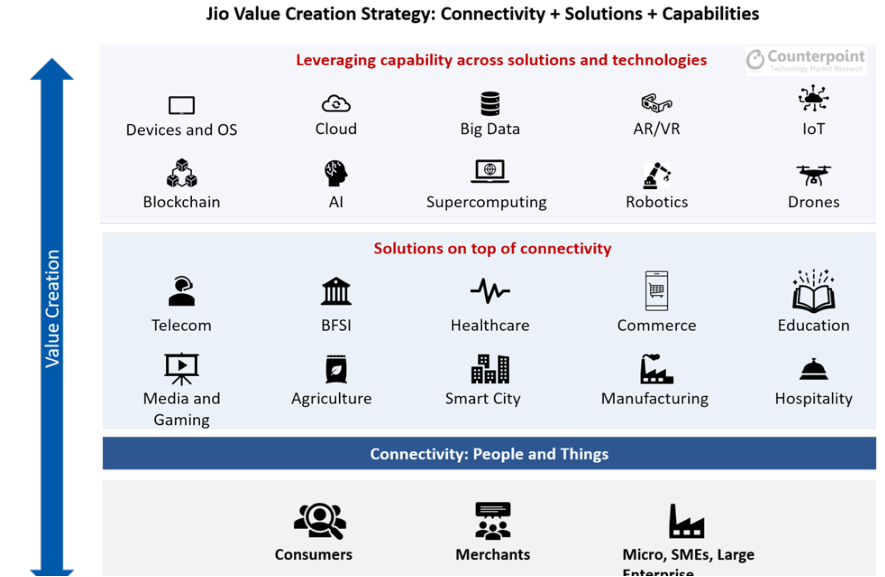 Jio Value Creation Strategy: Connectivity + Solutions + Capabilities
Leveraging capability across solutions and technologies
Counterpoint
Technology Market Research
Devices and OS
Cloud
Big Data
AR/VR
IoT
Blockchain
AI
Supercomputing
Robotics
Drones
Value Creation
Solutions on top of connectivity
Telecom
BFSI
Healthcare
Commerce
Education
Media and
Gaming
Agriculture
Smart City
Manufacturing
Hospitality
Connectivity: People and Things
Consumers
Merchants
Micro, SMEs, Large
Enterprise